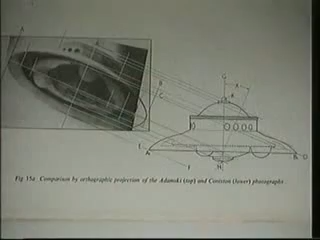 Fig 15a Comparison by orthographic projection of the Adamski (top) and Coniston (lower) photographs